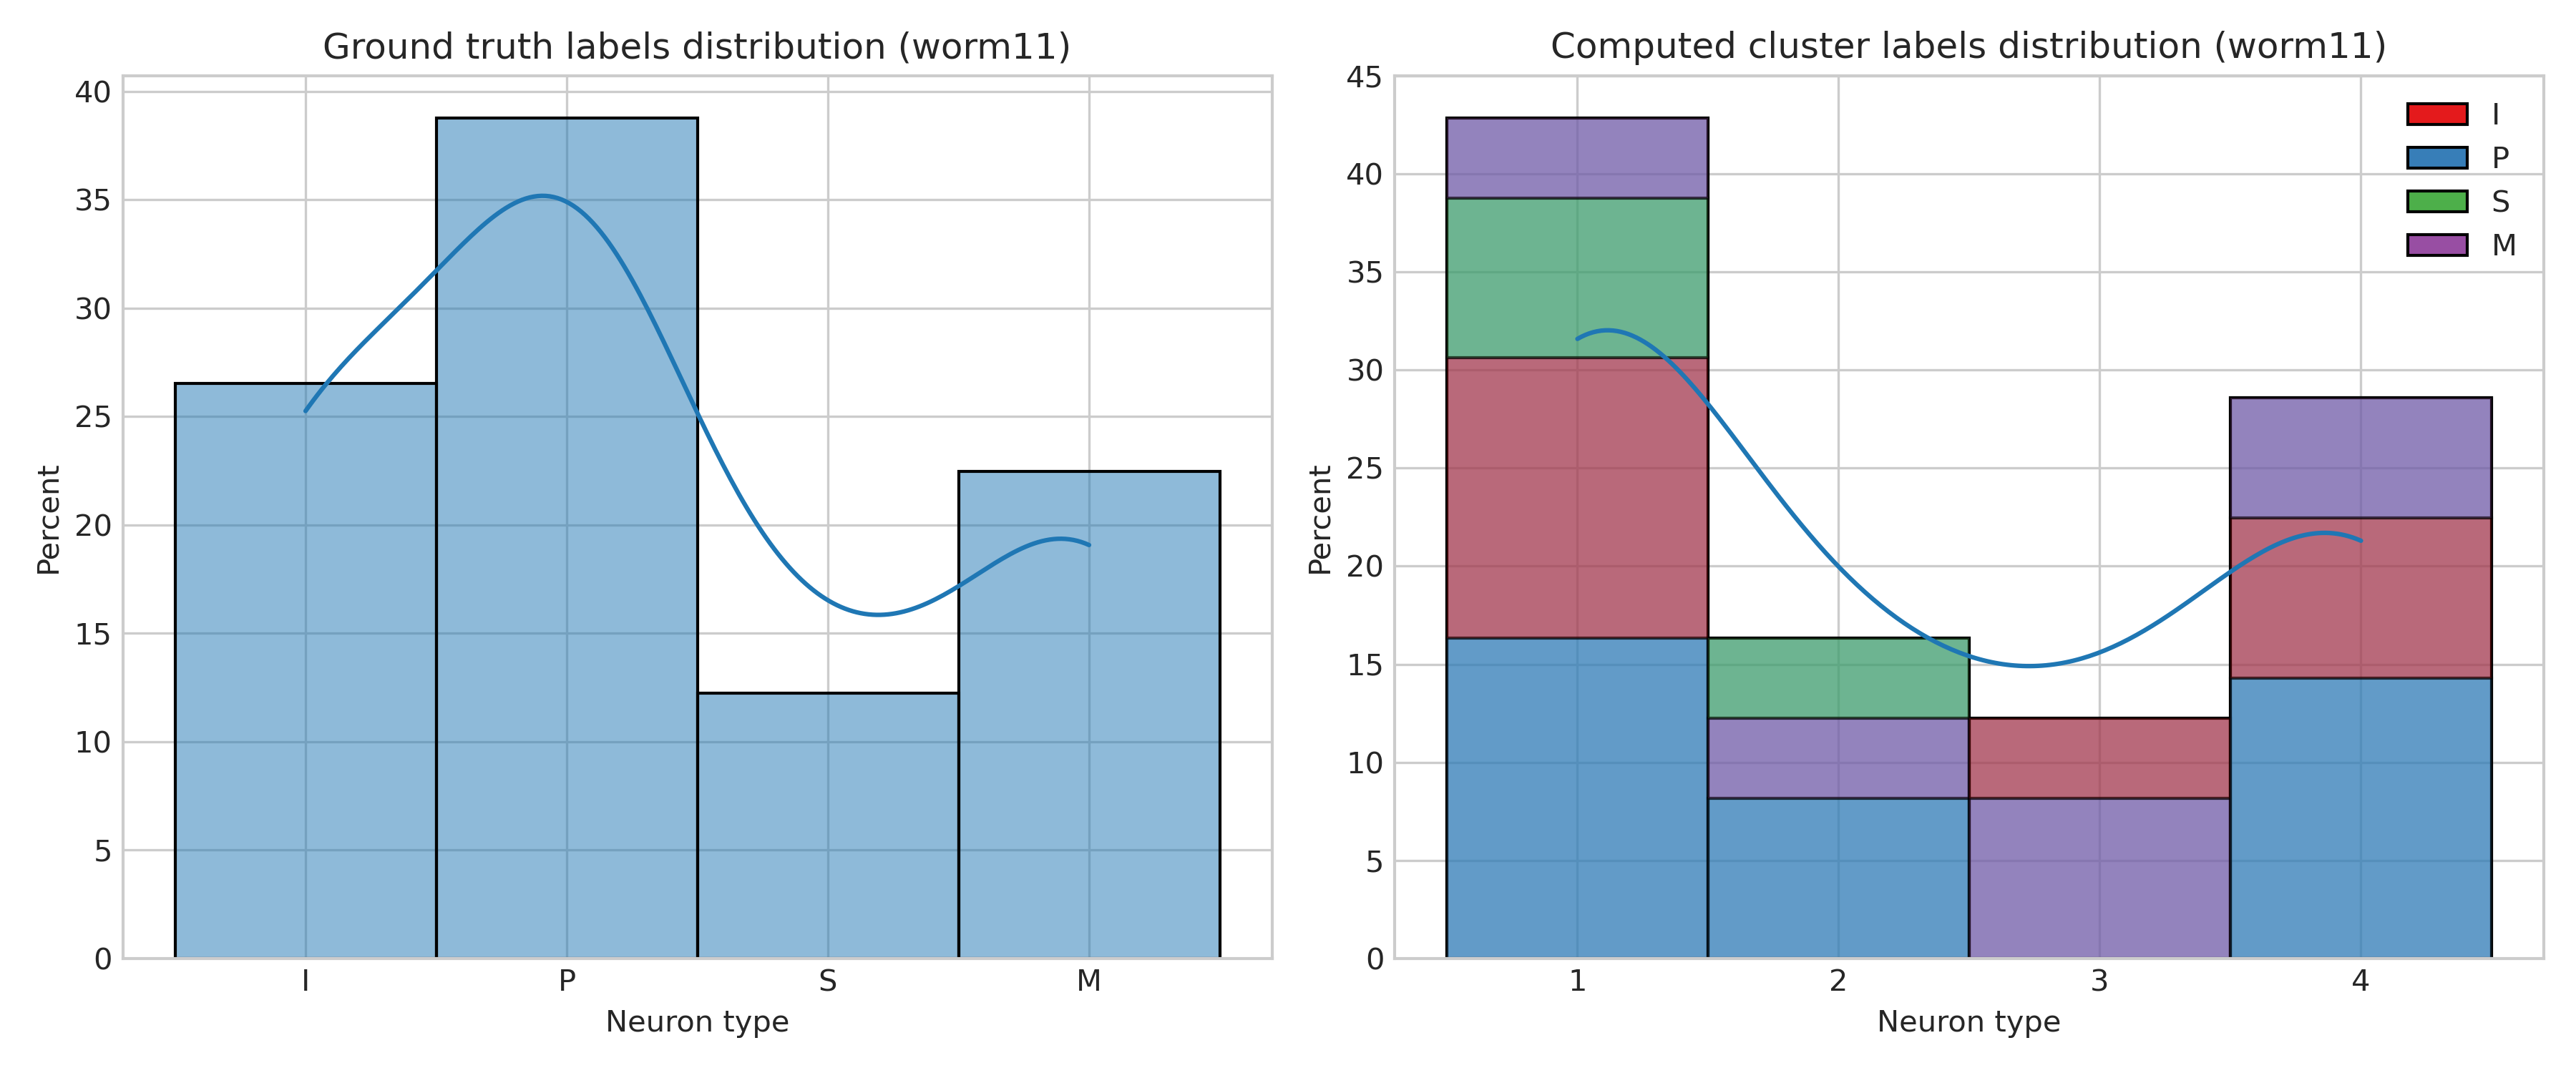 Ground truth labels distribution (worm11)
40
35
30
25
20
15
10
5
0
Percent
I P S M
Neuron type
Computed cluster labels distribution (worm11)
45
40
35
30
25
20
15
10
5
0
Percent
1 2 3 4
Neuron type
I
P
S
M